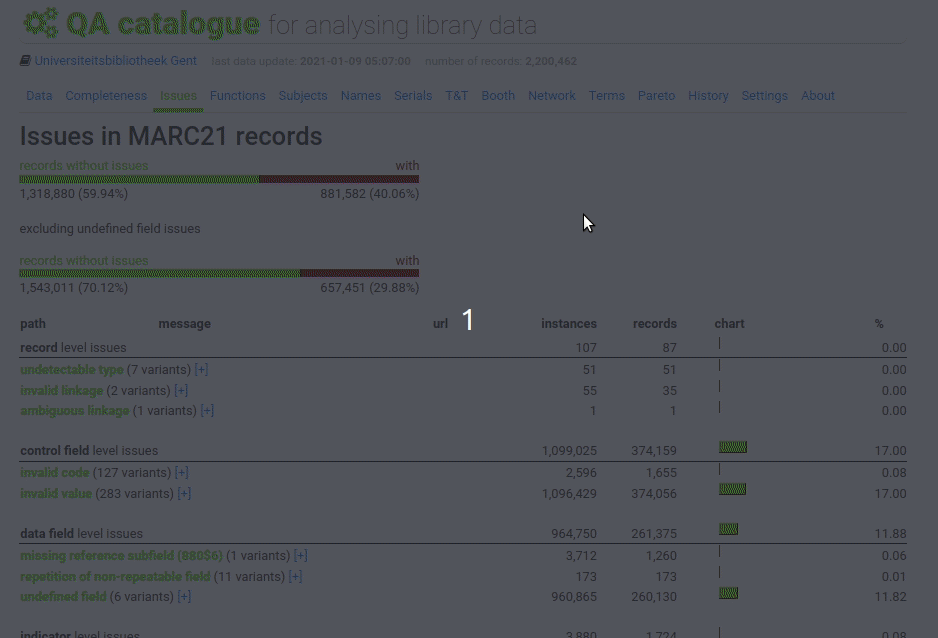 QA catalogue for analysing library data
Universiteitsbibliotheek Gent last data update: 2021-01-09 05:07:00 number of records: 2,200,462
Data Completeness Issues Functions Subjects Names Serials T&T Booth Network Terms Pareto History Settings About
Issues in MARC21 records
records without issues with
1,318,880 (59.94%) 881,582 (40.06%)
excluding undefined field issues
records without issues with
1,543,011 (70.12%) 657,451 (29.88%)
1
path message url instances records chart %
record level issues 107 87 0.00
undetectable type (7 variants) [+] 51 51 0.00
invalid linkage (2 variants) [+] 55 35 0.00
ambiguous linkage (1 variants) [+] 1 1 0.00
control field level issues 1,099,025 374,159 17.00
invalid code (127 variants) [+] 2,596 1,655 0.08
invalid value (283 variants) [+] 1,096,429 374,056 17.00
data field level issues 964,750 261,375 11.88
missing reference subfield (880$6) (1 variants) [+] 3,712 1,260 0.06
repetition of non-repeatable field (11 variants) [+] 173 173 0.01
undefined field (6 variants) [+] 960,865 260,130 11.82
indicator level issues 3,880 1,724 0.08